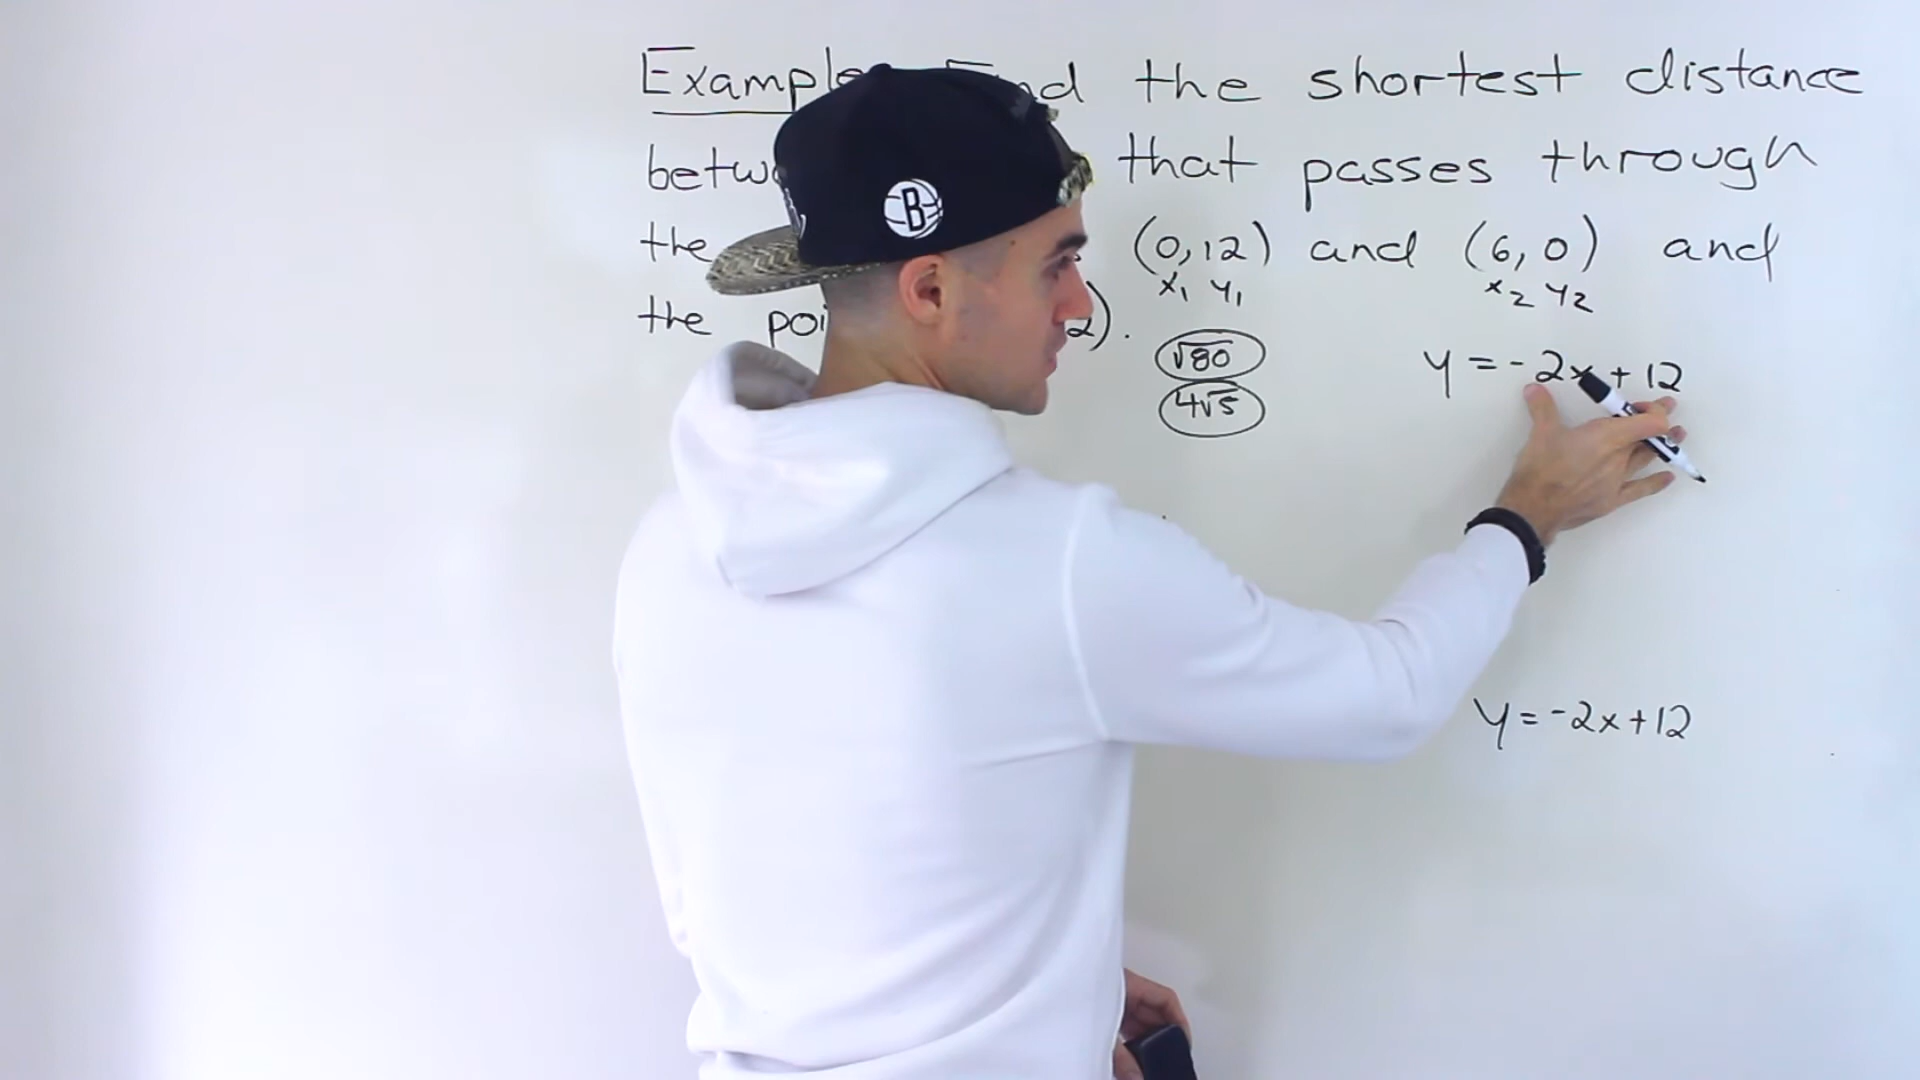 Exampl nd the shortest distance
betw that passes through
the (0,12) and (6,0) and
x₁ y₁ x₂ y₂
the poi 2).
√80
4√5
y = -2x + 12
y = -2x + 12
B